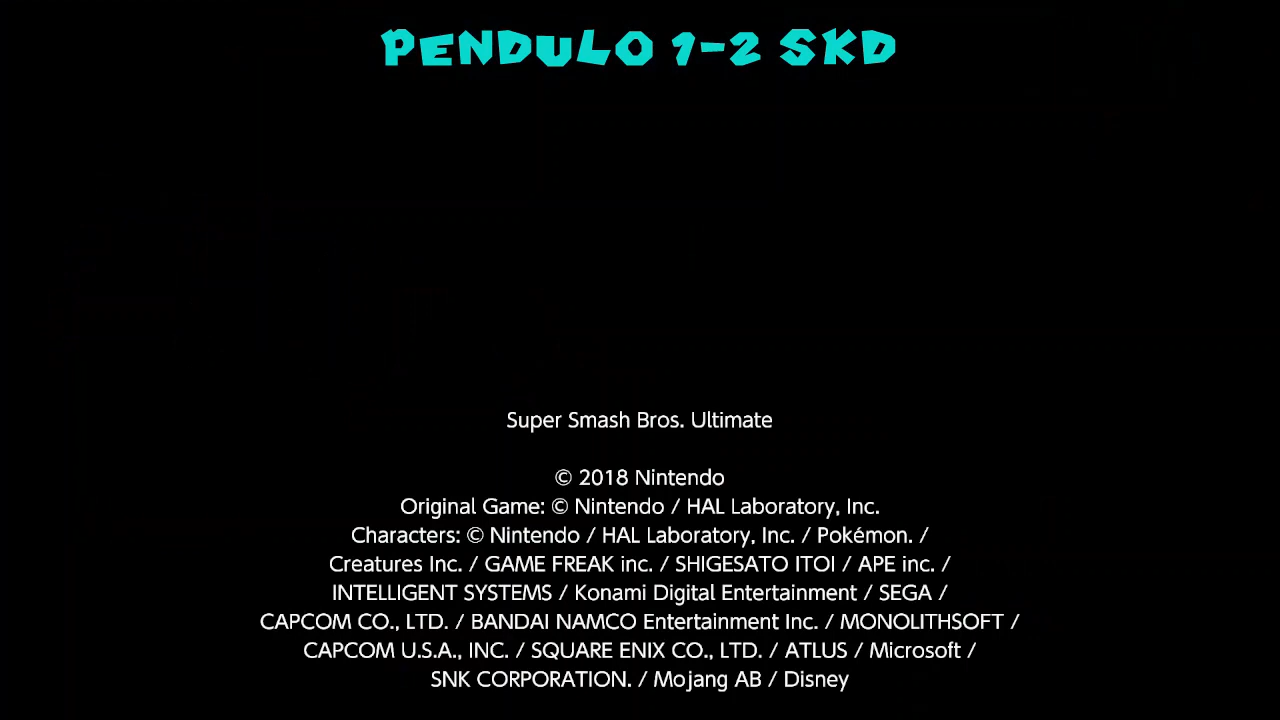 PENDULO 1-2 SKD
Super Smash Bros. Ultimate
© 2018 Nintendo
Original Game: © Nintendo / HAL Laboratory, Inc.
Characters: © Nintendo / HAL Laboratory, Inc. / Pokémon. /
Creatures Inc. / GAME FREAK inc. / SHIGESATO ITOI / APE inc. /
INTELLIGENT SYSTEMS / Konami Digital Entertainment / SEGA /
CAPCOM CO., LTD. / BANDAI NAMCO Entertainment Inc. / MONOLITHSOFT /
CAPCOM U.S.A., INC. / SQUARE ENIX CO., LTD. / ATLUS / Microsoft /
SNK CORPORATION. / Mojang AB / Disney